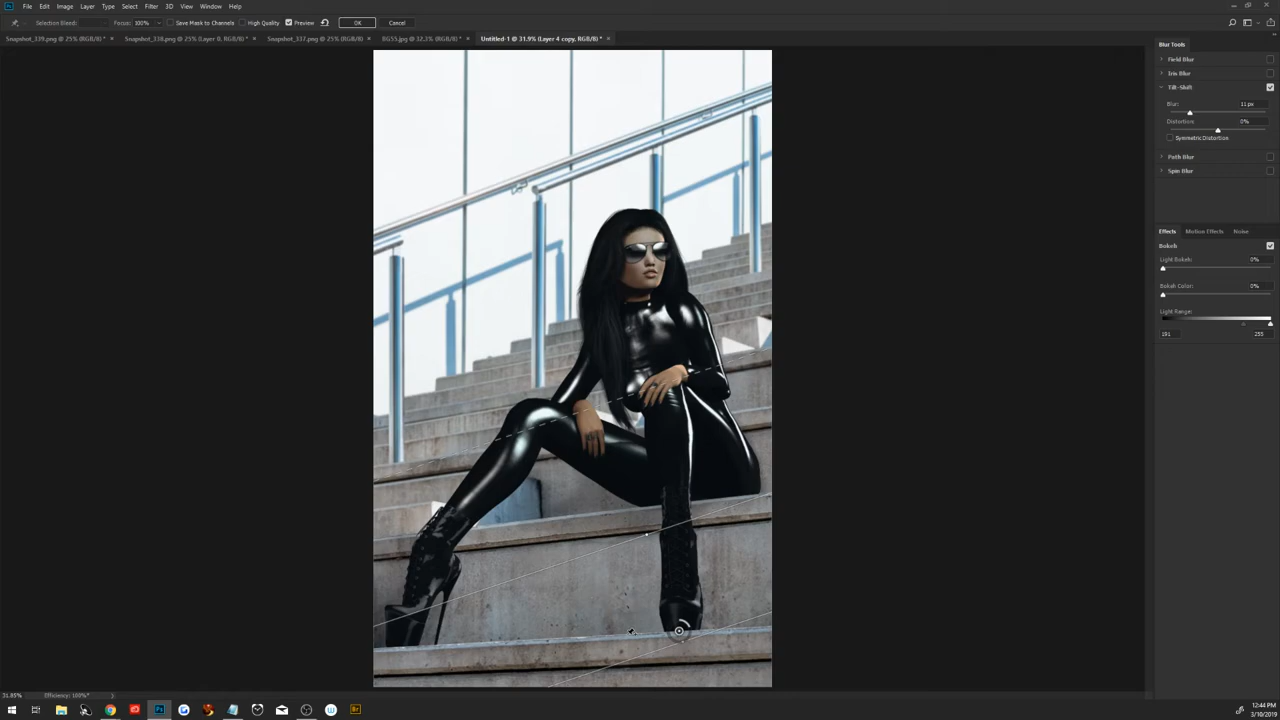 File Edit Image Layer Type Select Filter 3D View Window Help
Selection Bleed: Focus: 100% Save Mask to Channels High Quality Preview OK Cancel
Snapshot_339.png @ 25% (RGB/8) * × Snapshot_338.png @ 25% (Layer 0, RGB/8) * × Snapshot_337.png @ 25% (RGB/8) × BG55.jpg @ 32.3% (RGB/8) * × Untitled-1 @ 31.9% (Layer 4 copy, RGB/8) * ×
Blur Tools
Field Blur
Iris Blur
Tilt-Shift
Blur: 11 px
Distortion: 0%
Symmetric Distortion
Path Blur
Spin Blur
Effects Motion Effects Noise
Bokeh
Light Bokeh: 0%
Bokeh Color: 0%
Light Range:
191 255
31.85% Efficiency: 100%*
12:44 PM
3/10/2019